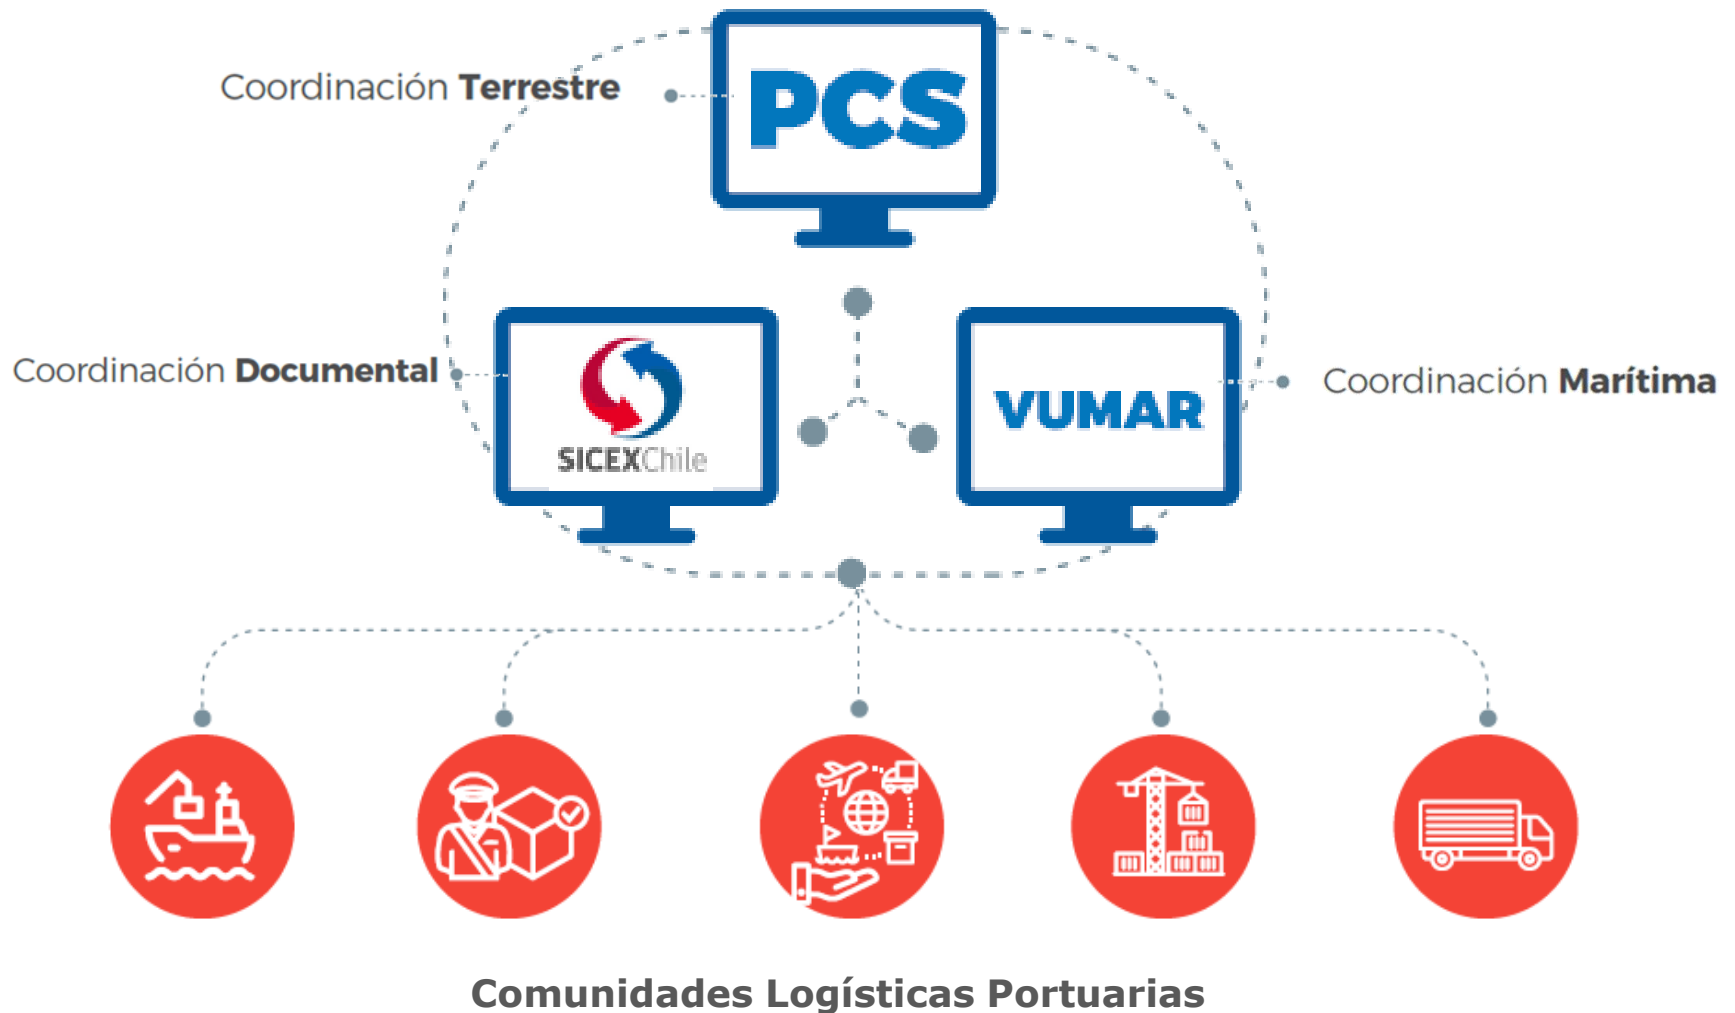 Coordinación Terrestre
PCS
Coordinación Documental
SICEXChile
VUMAR
Coordinación Marítima
Comunidades Logísticas Portuarias